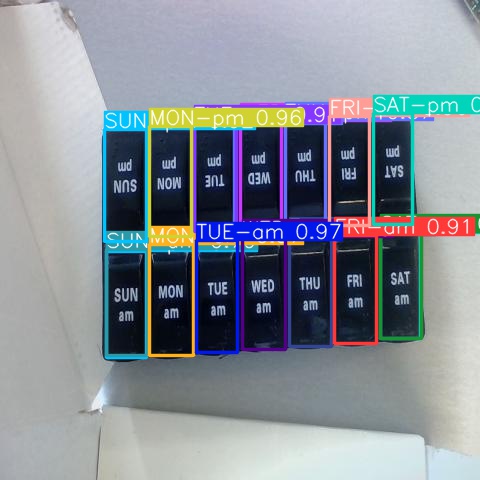 SUN
MON-pm 0.96
FRI-
SAT-pm 0
pm pm pm pm pm pm pm
SUN MON TUE WED THU FRI SAT
SUN
MON
TUE-am 0.97
FRI-am 0.91
SUN MON TUE WED THU FRI SAT
am am am am am am am